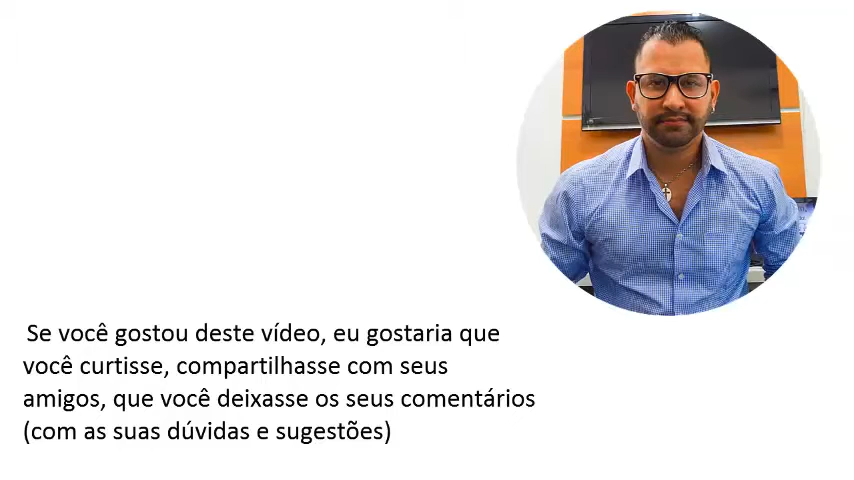 Se você gostou deste vídeo, eu gostaria que
você curtisse, compartilhasse com seus
amigos, que você deixasse os seus comentários
(com as suas dúvidas e sugestões)